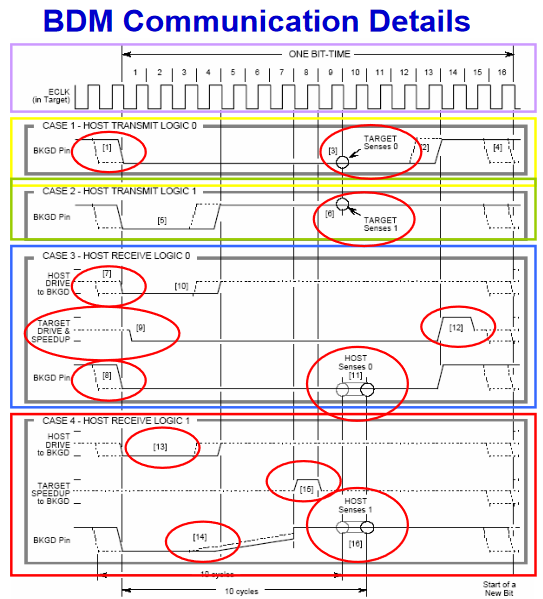 BDM Communication Details
ONE BIT-TIME
1 2 3 4 5 6 7 8 9 10 11 12 13 14 15 16
ECLK
(in Target)
CASE 1 - HOST TRANSMIT LOGIC 0
BKGD Pin
[1]
[3]
TARGET
Senses 0
[2]
[4]
CASE 2 - HOST TRANSMIT LOGIC 1
BKGD Pin
[5]
[6]
TARGET
Senses 1
CASE 3 - HOST RECEIVE LOGIC 0
HOST
DRIVE
to BKGD
[7]
[10]
TARGET
DRIVE &
SPEEDUP
[9]
[12]
BKGD Pin
[8]
HOST
Senses 0
[11]
CASE 4 - HOST RECEIVE LOGIC 1
HOST
DRIVE
to BKGD
[13]
TARGET
SPEEDUP
to BKGD
[15]
BKGD Pin
[14]
HOST
Senses 1
[16]
10 cycles
10 cycles
Start of a
New Bit